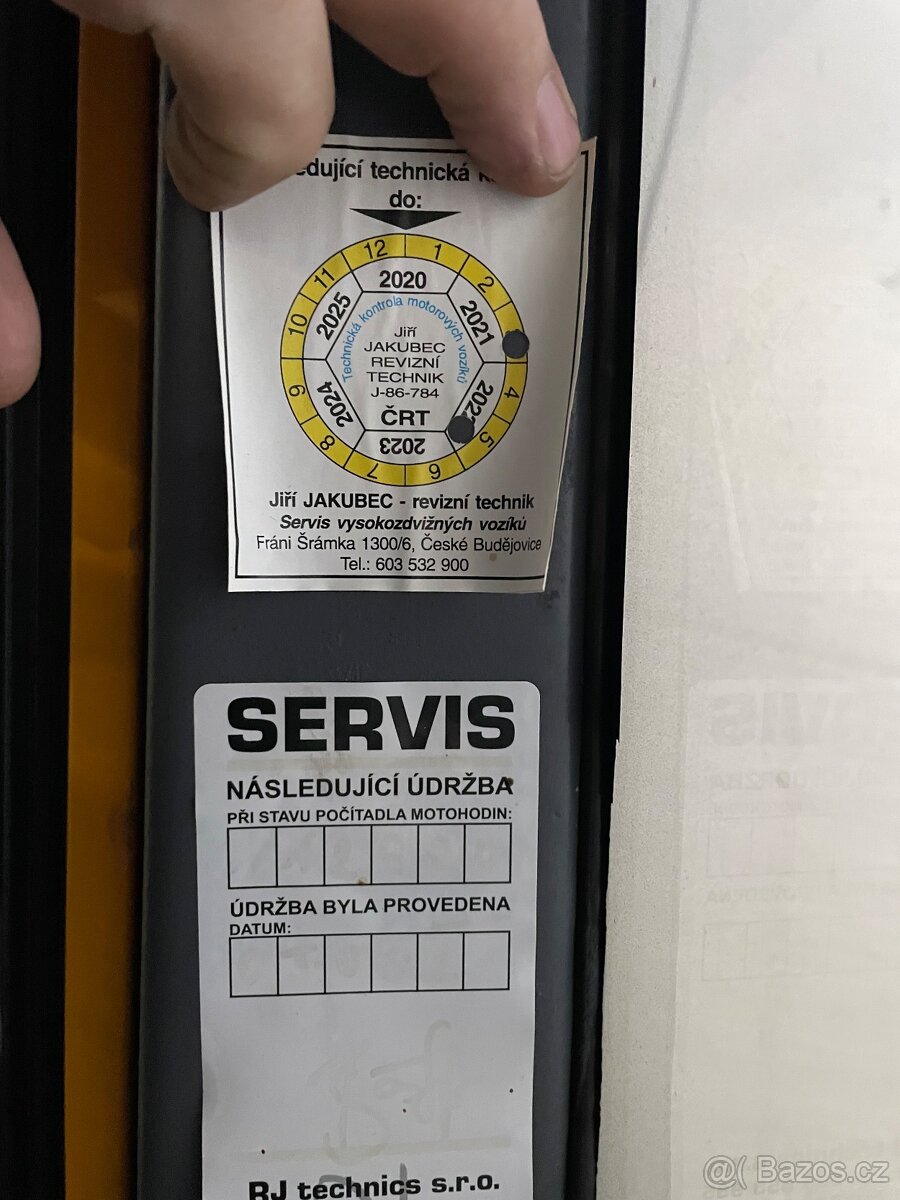 edující technická
do:
12 1 2 4 5 6 7 8 9 10 11
2020 2021 2023 2024 2025
Technická kontrola motorových vozíků
Jiří
JAKUBEC
REVIZNÍ
TECHNIK
J-86-784
ČRT
Jiří JAKUBEC - revizní technik
Servis vysokozdvižných vozíků
Fráni Šrámka 1300/6, České Budějovice
Tel.: 603 532 900
SERVIS
NÁSLEDUJÍCÍ ÚDRŽBA
PŘI STAVU POČÍTADLA MOTOHODIN:
ÚDRŽBA BYLA PROVEDENA
DATUM:
RJ technics s.r.o.
@( Bazos.cz